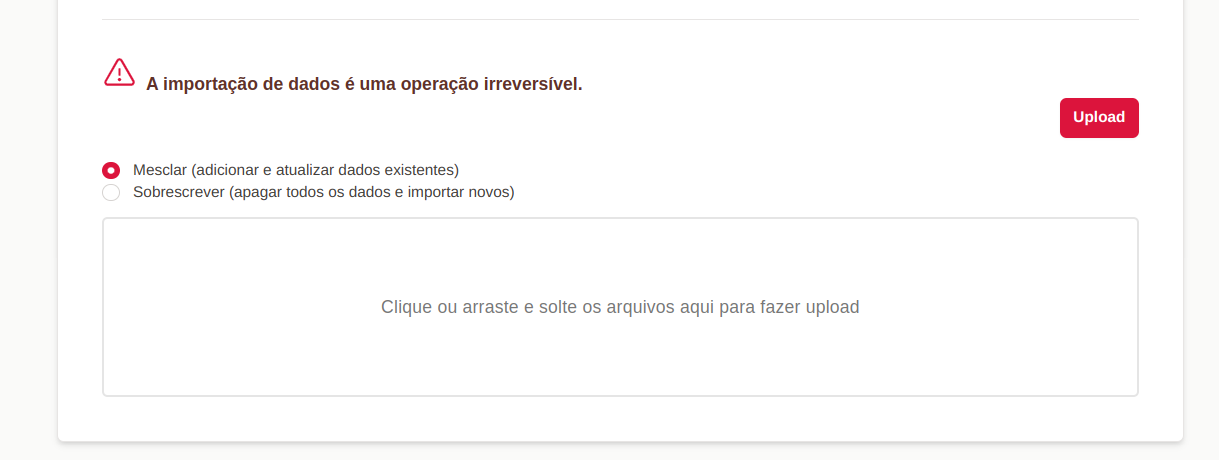 A importação de dados é uma operação irreversível.
Upload
Mesclar (adicionar e atualizar dados existentes)
Sobrescrever (apagar todos os dados e importar novos)
Clique ou arraste e solte os arquivos aqui para fazer upload